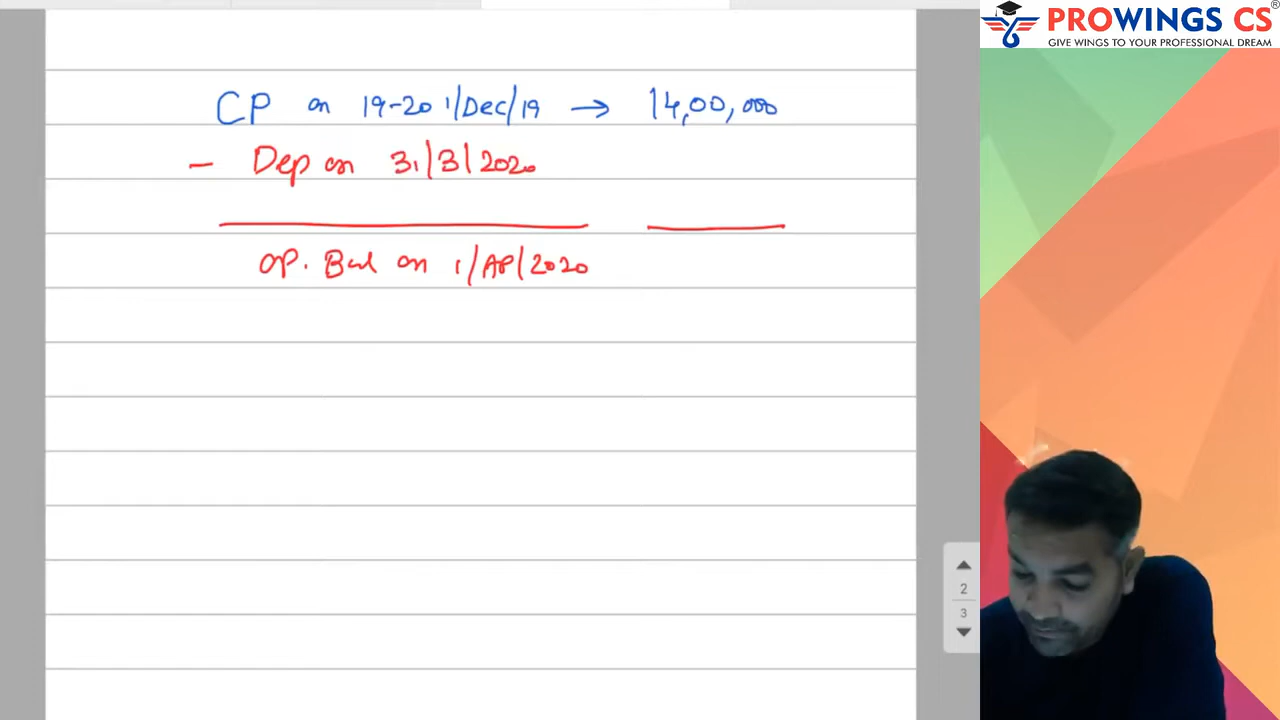 PROWINGS CS®
GIVE WINGS TO YOUR PROFESSIONAL DREAM
CP on 19-20 1/Dec/19 → 14,00,000
- Dep on 31/3/2020
OP. Bal on 1/AP/2020
2
3